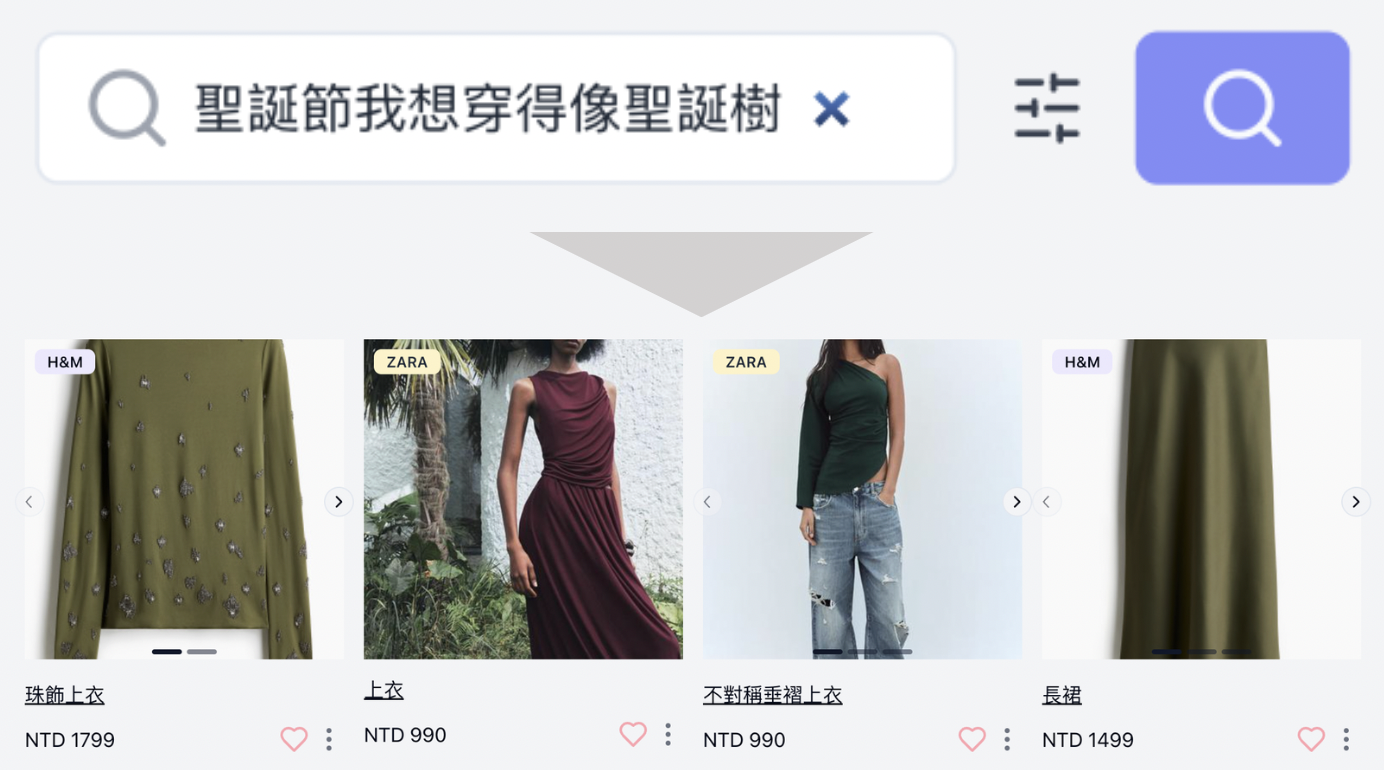 聖誕節我想穿得像聖誕樹
H&M
ZARA
ZARA
H&M
珠飾上衣
上衣
不對稱垂褶上衣
長裙
NTD 1799
NTD 990
NTD 990
NTD 1499